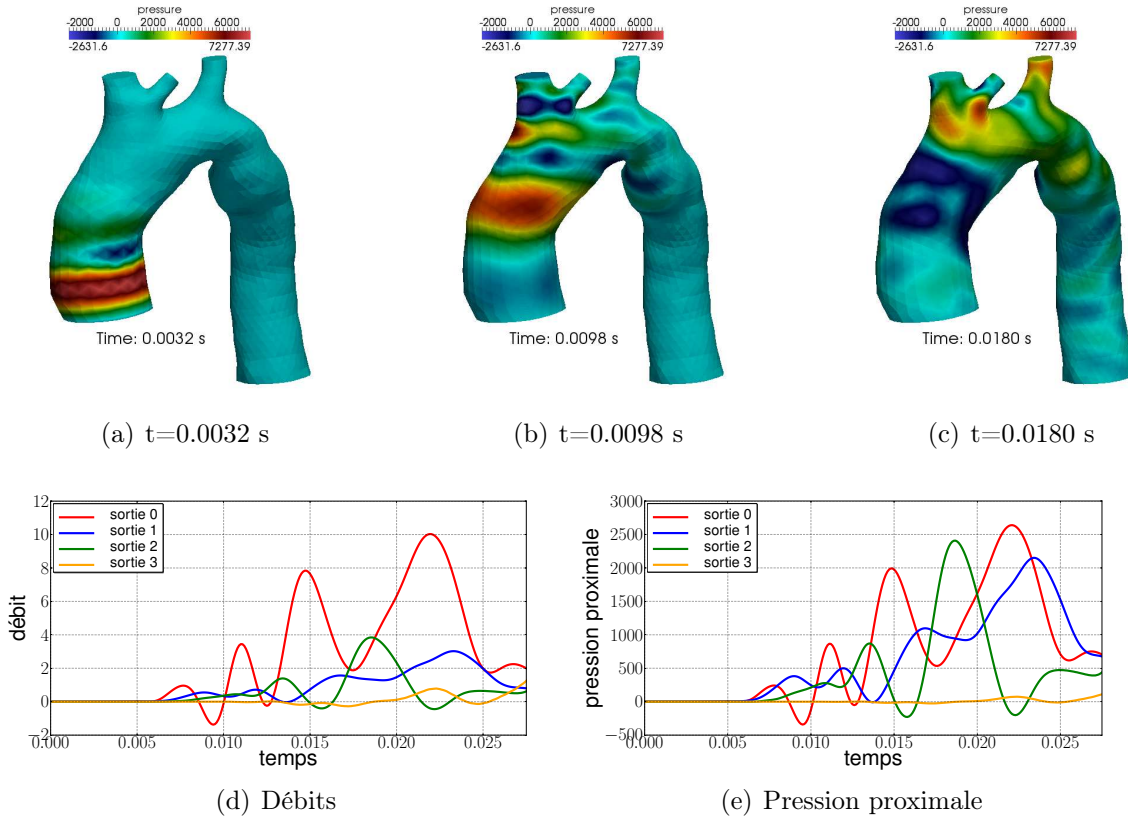 pressure
-2000 0 2000 4000 6000
-2631.6 7277.39
Time: 0.0032 s
(a) t=0.0032 s
pressure
-2000 0 2000 4000 6000
-2631.6 7277.39
Time: 0.0098 s
(b) t=0.0098 s
pressure
-2000 0 2000 4000 6000
-2631.6 7277.39
Time: 0.0180 s
(c) t=0.0180 s
débit
12
10
8
6
4
2
0
−2
sortie 0
sortie 1
sortie 2
sortie 3
0.000 0.005 0.010 0.015 0.020 0.025
temps
(d) Débits
pression proximale
3000
2500
2000
1500
1000
500
0
−500
sortie 0
sortie 1
sortie 2
sortie 3
0.000 0.005 0.010 0.015 0.020 0.025
temps
(e) Pression proximale